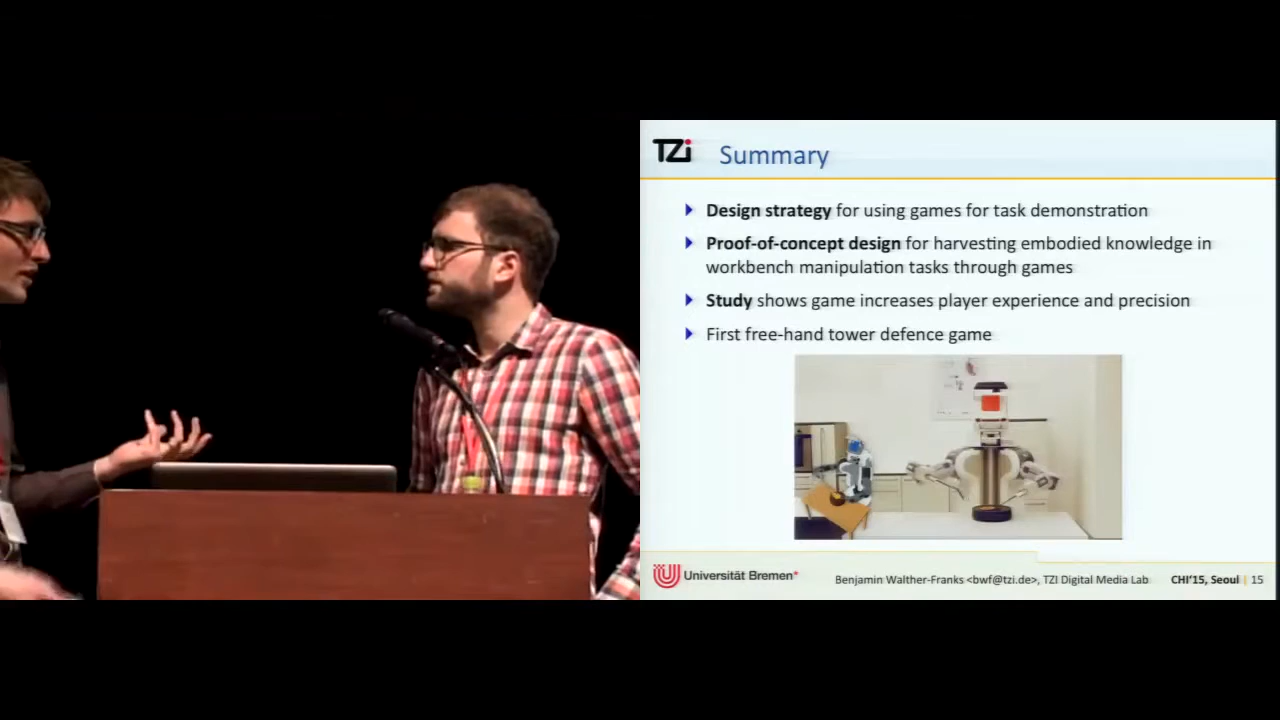 TZi
Summary
Design strategy for using games for task demonstration
Proof-of-concept design for harvesting embodied knowledge in
workbench manipulation tasks through games
Study shows game increases player experience and precision
First free-hand tower defence game
Universität Bremen*
Benjamin Walther-Franks <bwf@tzi.de>, TZI Digital Media Lab
CHI'15, Seoul | 15